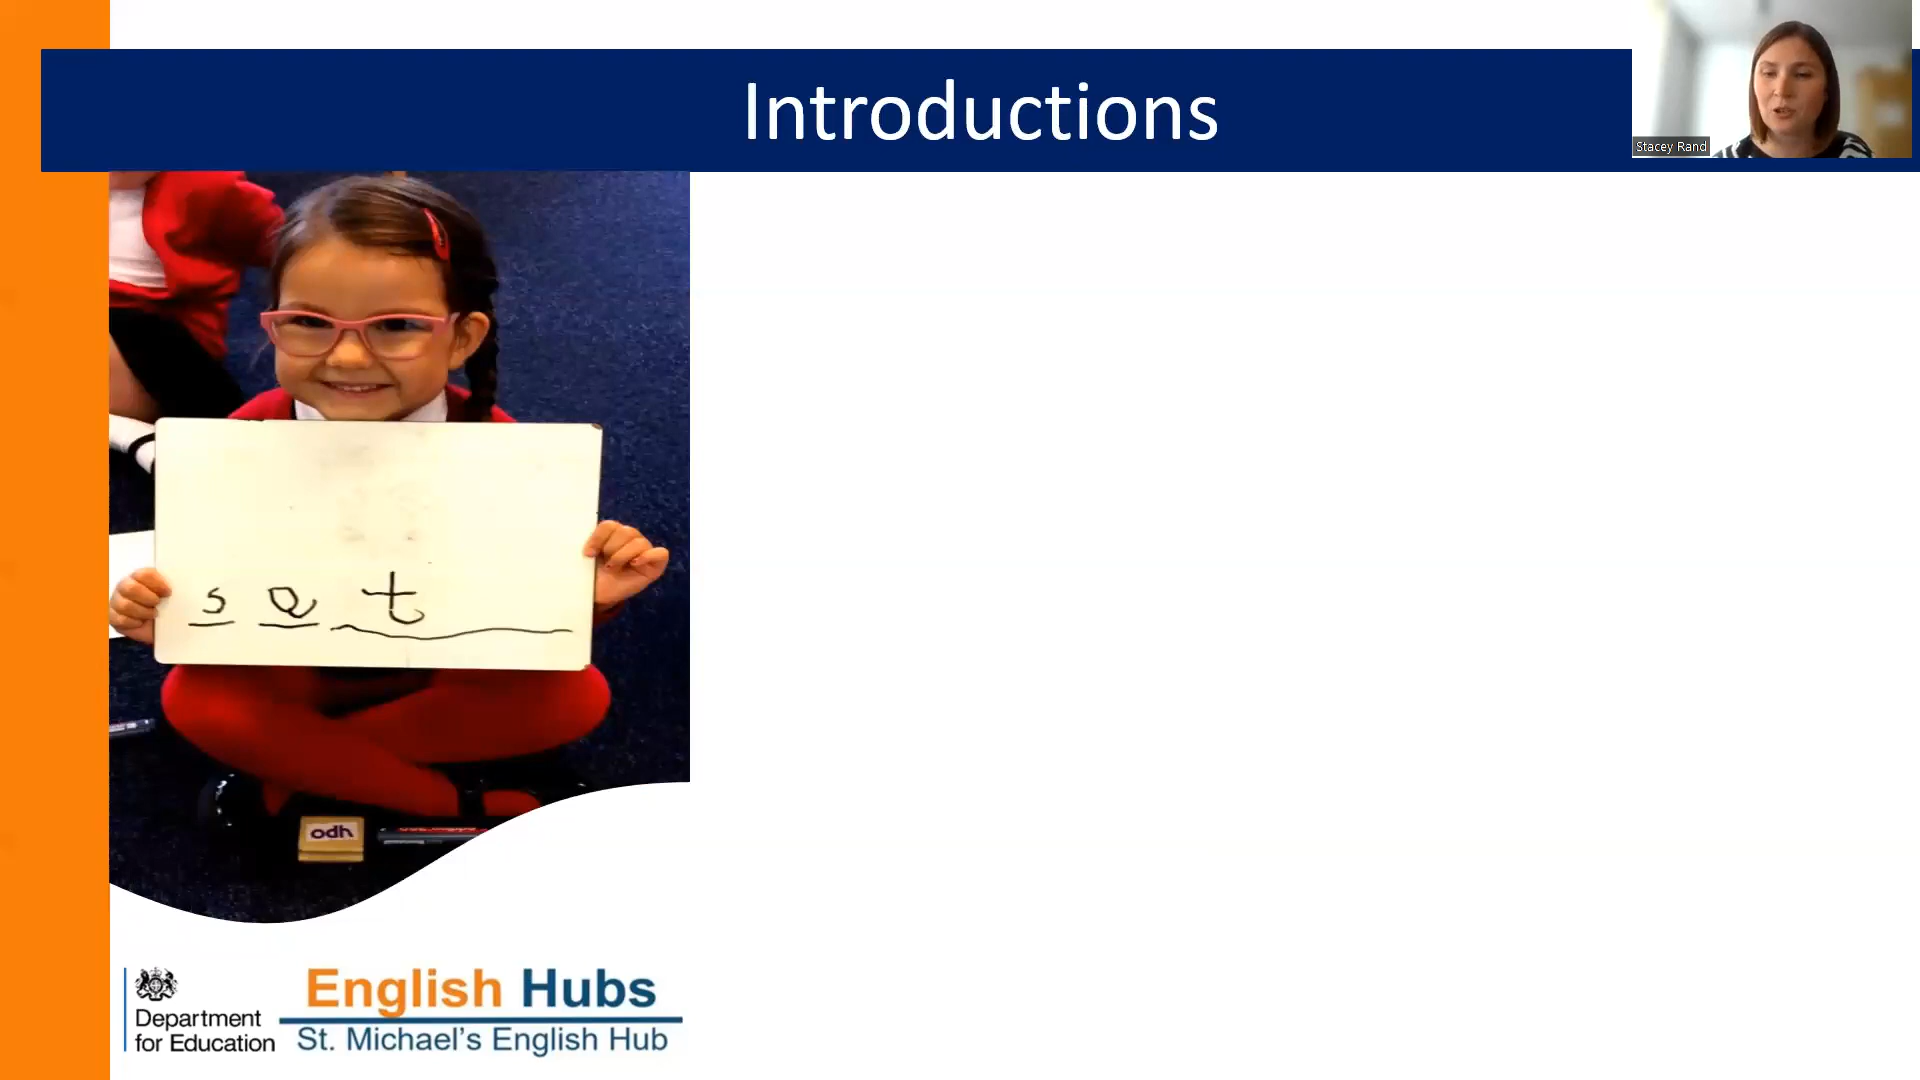 Introductions
Stacey Rand
s a t
odh
Department
for Education
English Hubs
St. Michael's English Hub